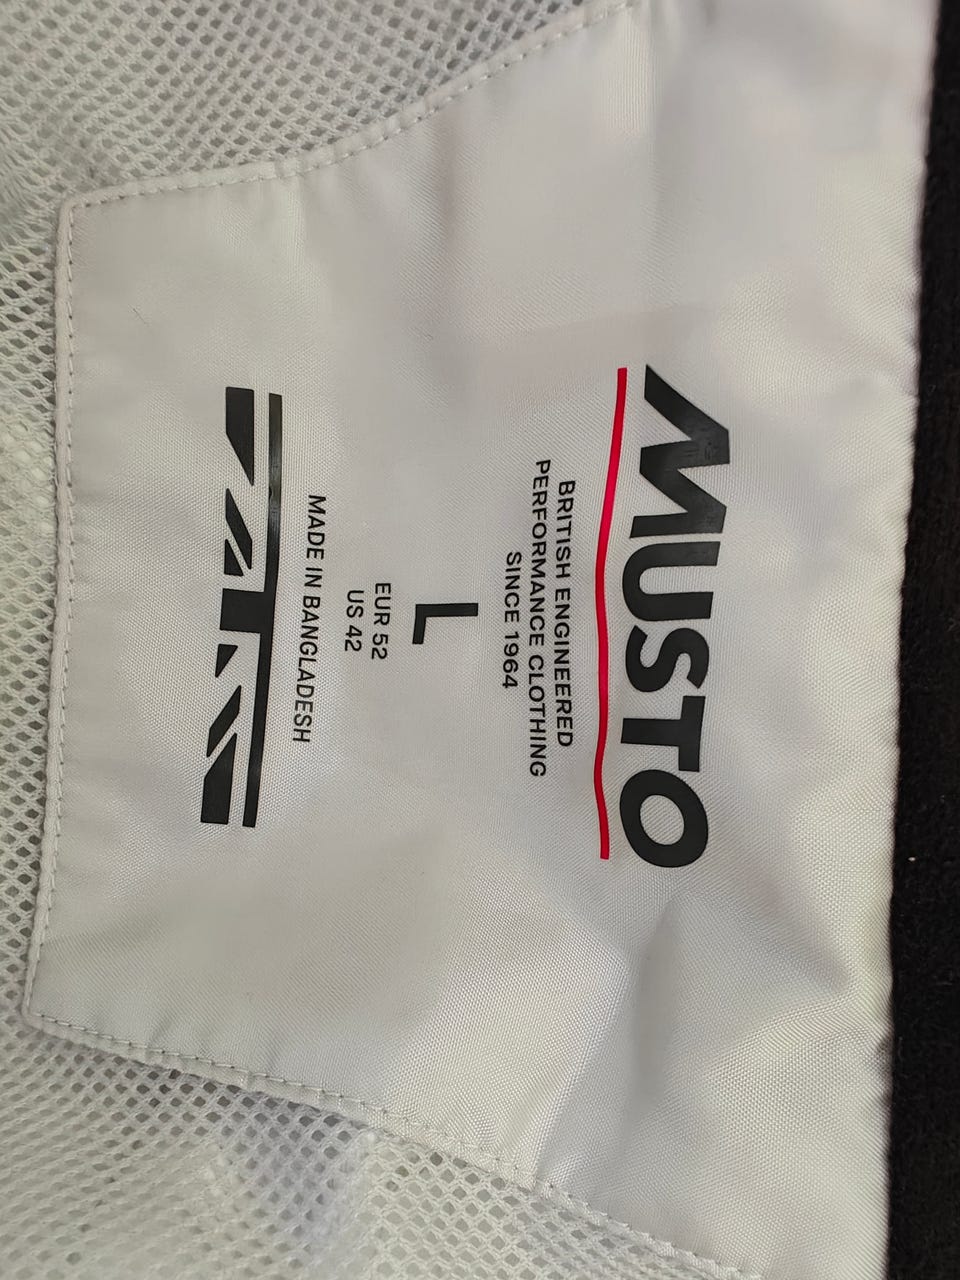 MUSTO
BRITISH ENGINEERED
PERFORMANCE CLOTHING
SINCE 1964
L
EUR 52
US 42
MADE IN BANGLADESH